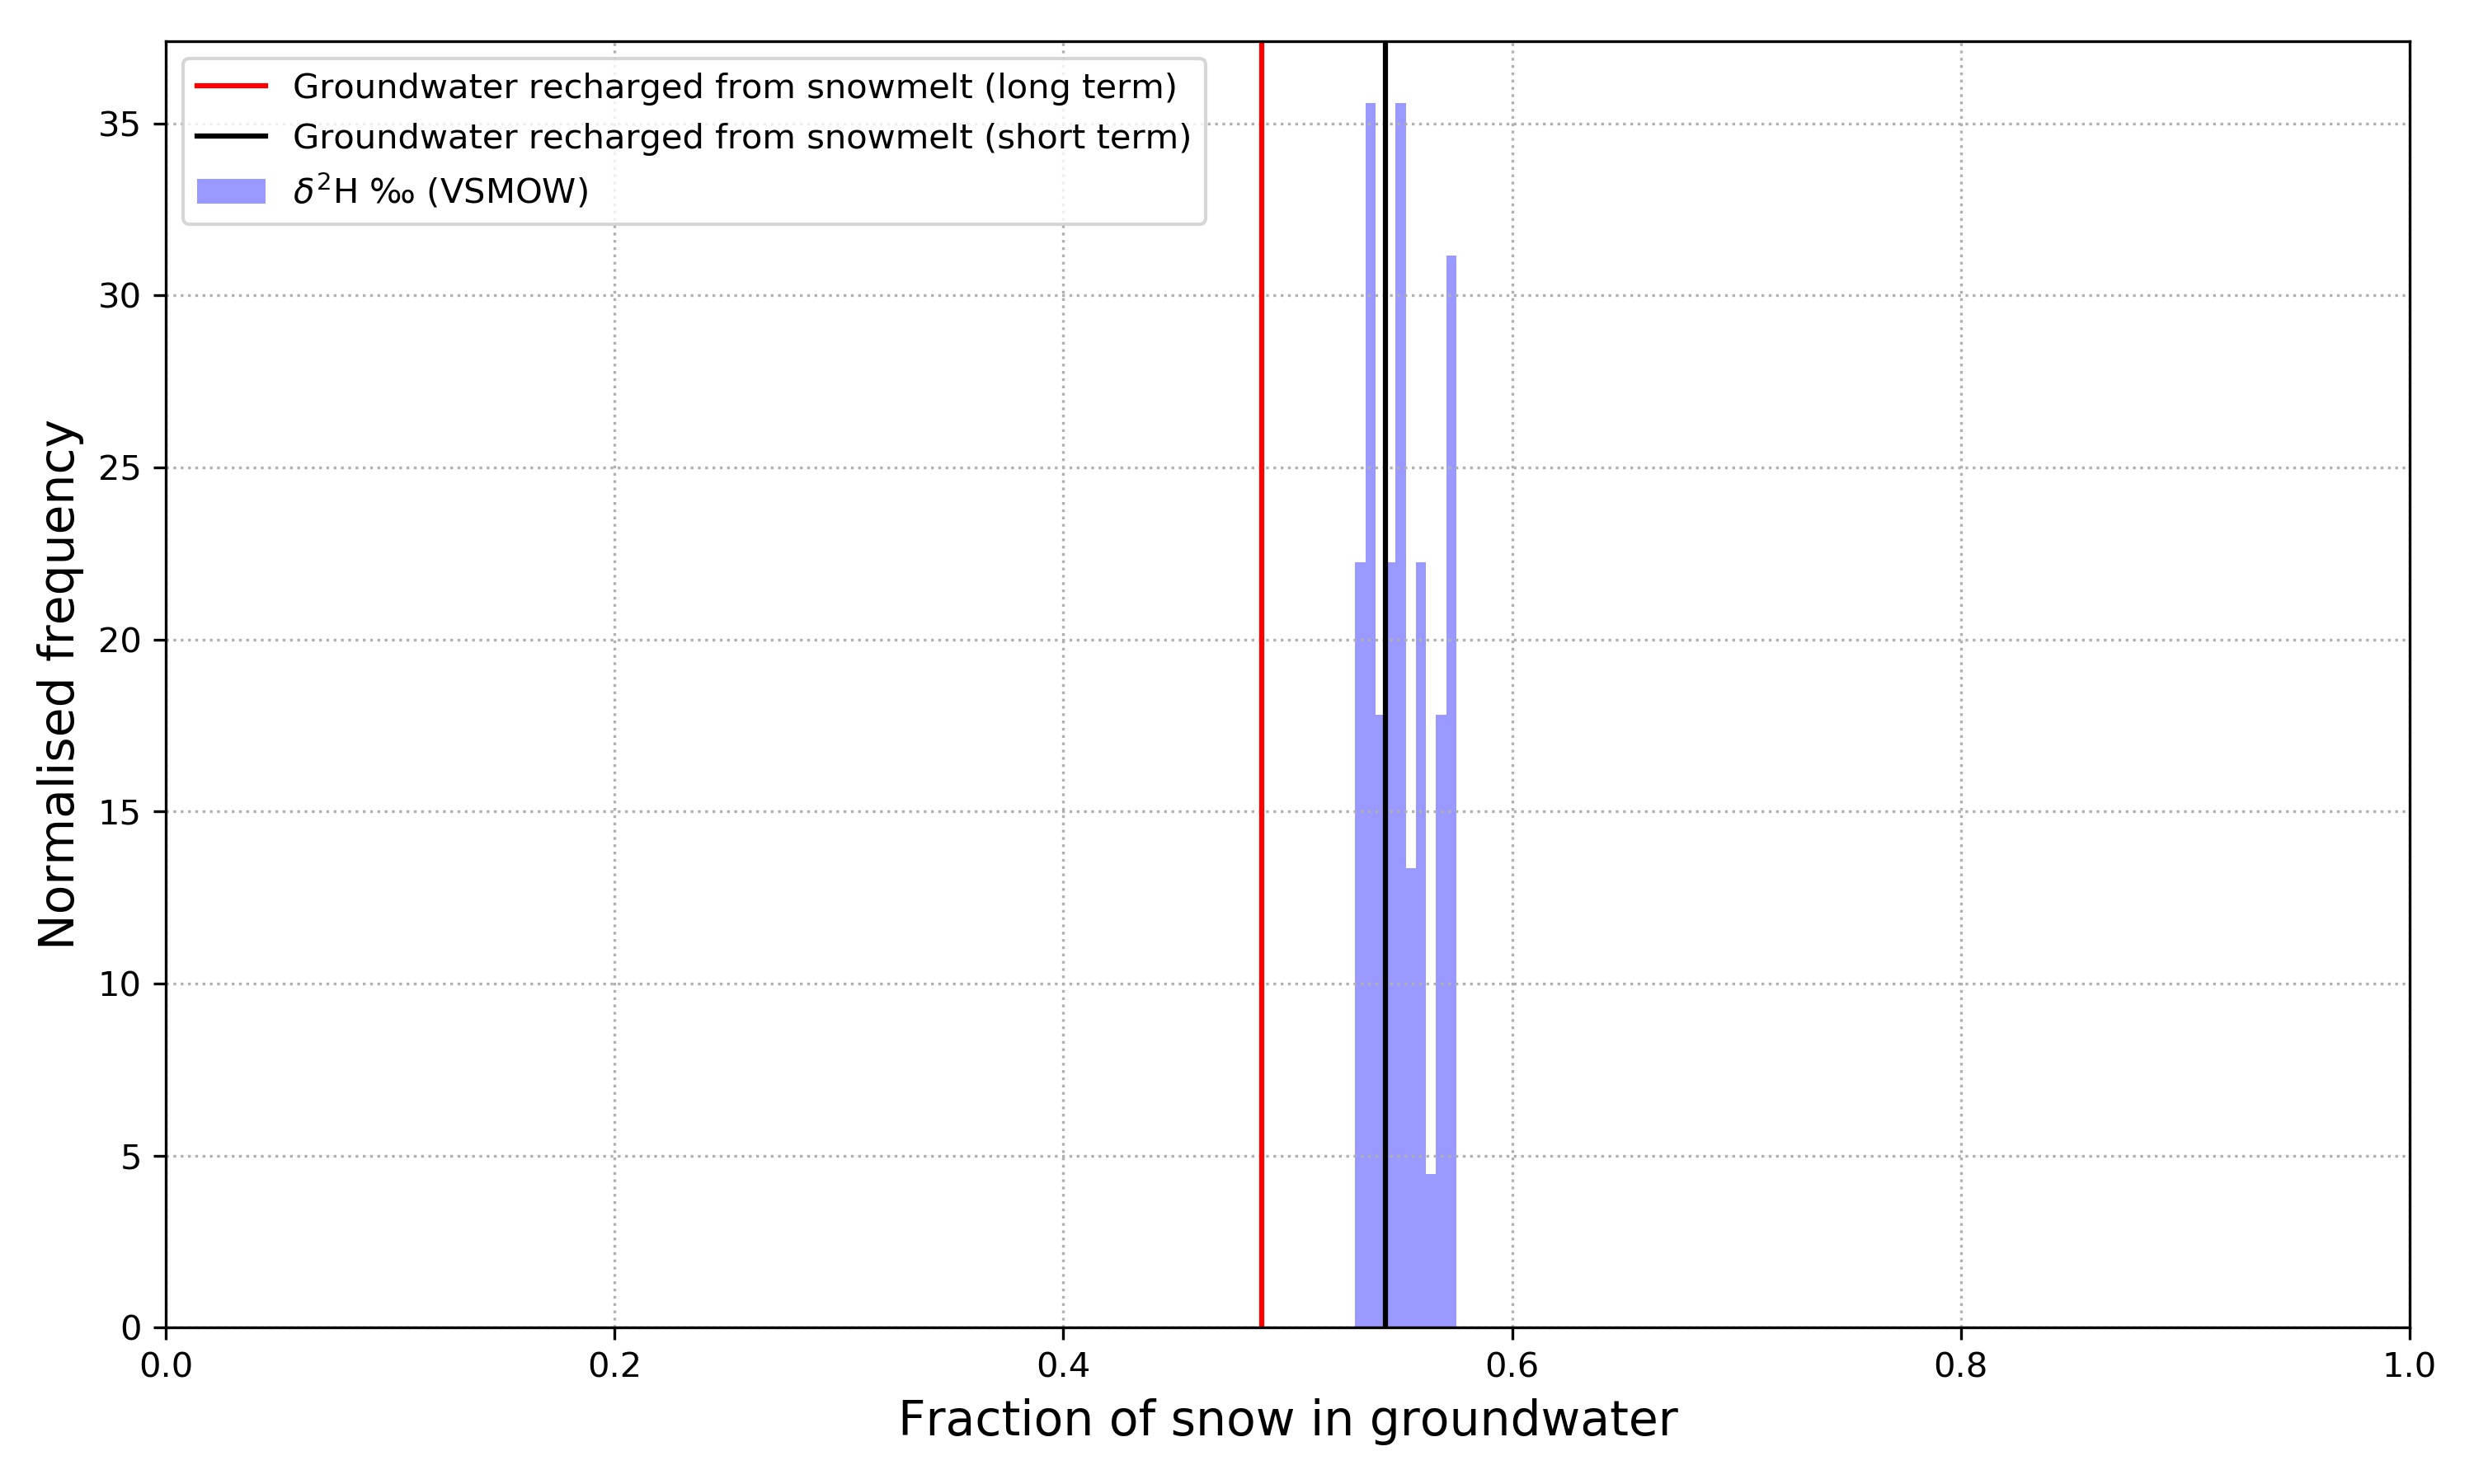 Groundwater recharged from snowmelt (long term)
Groundwater recharged from snowmelt (short term)
δ²H ‰ (VSMOW)
Normalised frequency
35
30
25
20
15
10
5
0
0.0 0.2 0.4 0.6 0.8 1.0
Fraction of snow in groundwater